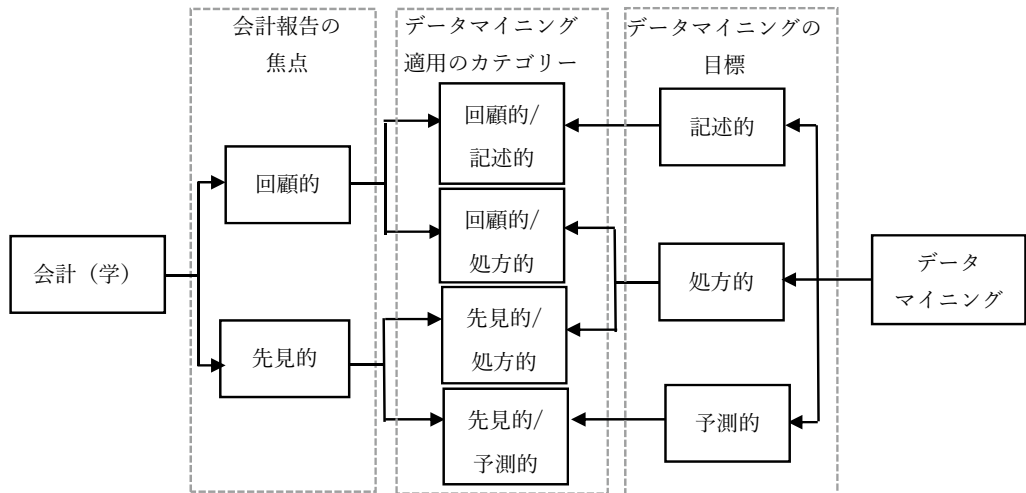 会計報告の
焦点
データマイニング
適用のカテゴリー
データマイニングの
目標
回顧的/
記述的
記述的
回顧的
回顧的/
処方的
会計（学）
処方的
データ
マイニング
先見的/
処方的
先見的
先見的/
予測的
予測的